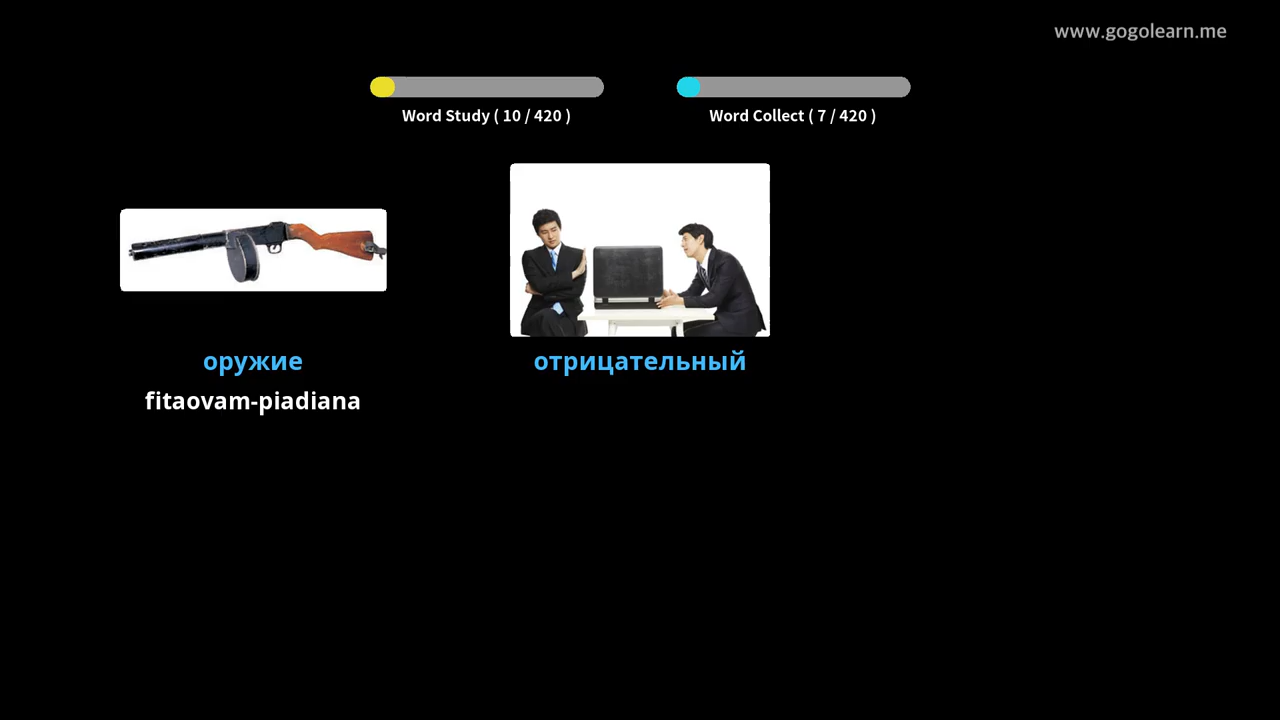 www.gogolearn.me
Word Study ( 10 / 420 )
Word Collect ( 7 / 420 )
оружие
fitaovam-piadiana
отрицательный